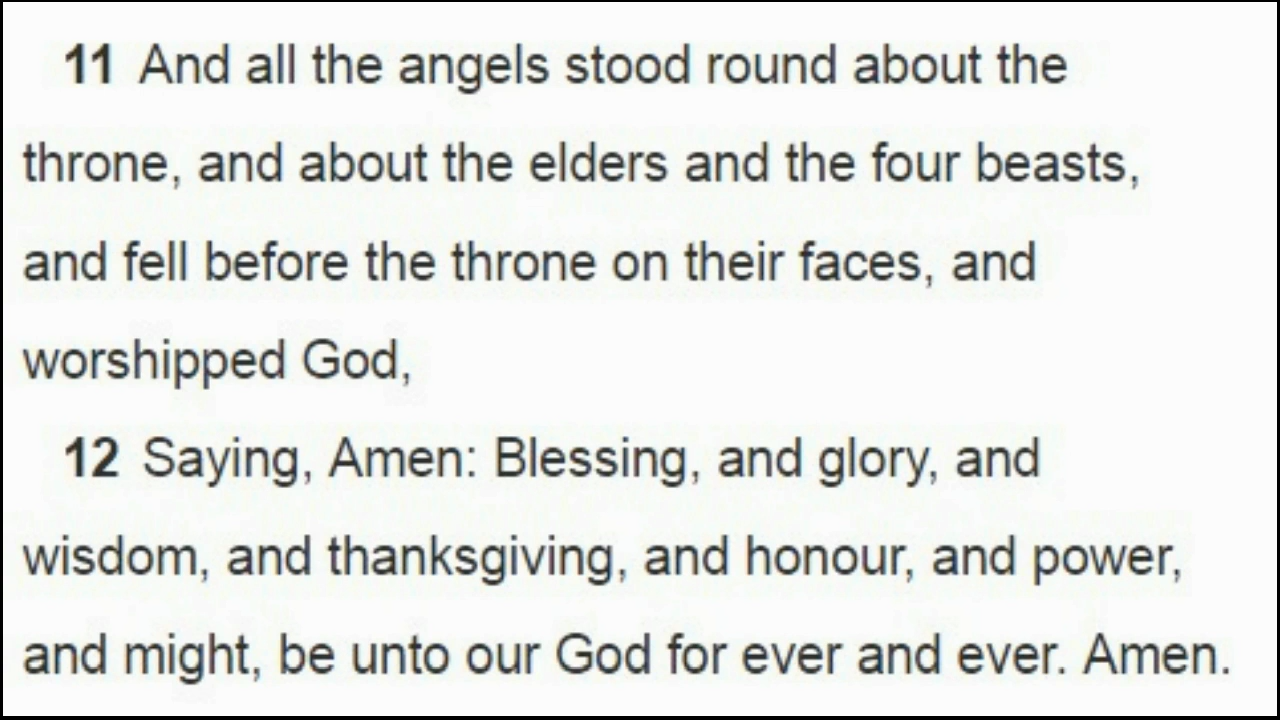 11 And all the angels stood round about the
throne, and about the elders and the four beasts,
and fell before the throne on their faces, and
worshipped God,
12 Saying, Amen: Blessing, and glory, and
wisdom, and thanksgiving, and honour, and power,
and might, be unto our God for ever and ever. Amen.